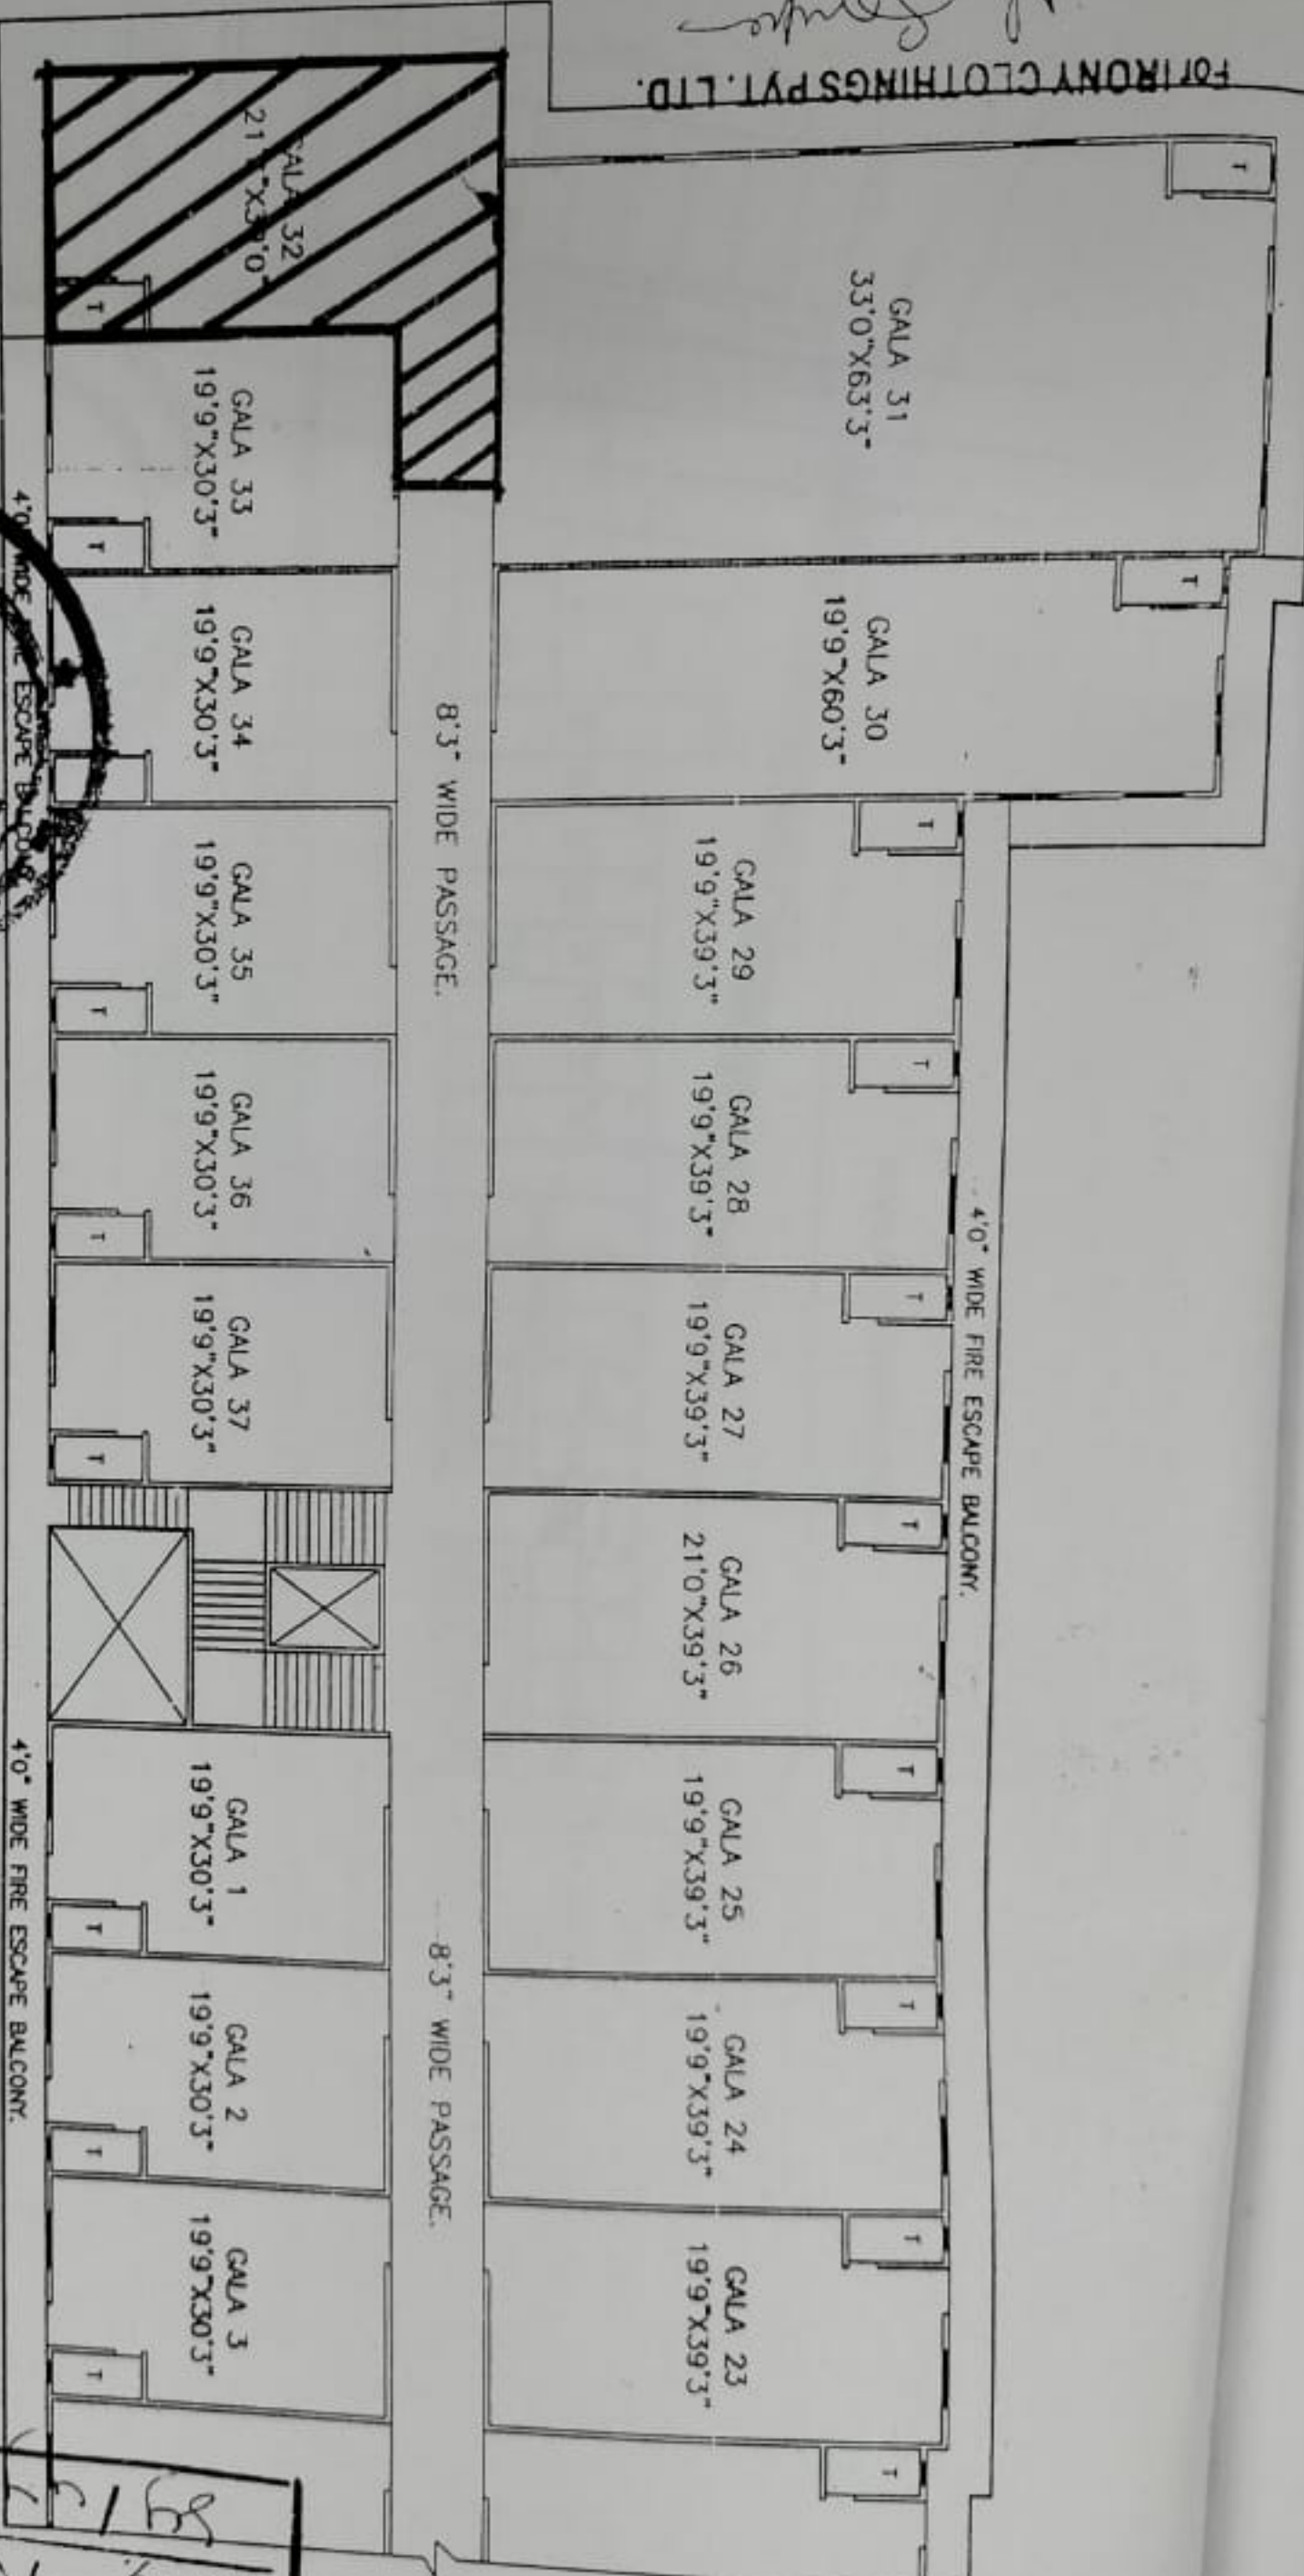 For IRONY CLOTHINGS PVT. LTD.
T
GALA 31
33'0"X63'3"
T
GALA 30
19'9"X60'3"
T
GALA 29
19'9"X39'3"
T
GALA 28
19'9"X39'3"
T
GALA 27
19'9"X39'3"
T
GALA 26
21'0"X39'3"
T
GALA 25
19'9"X39'3"
T
GALA 24
19'9"X39'3"
T
GALA 23
19'9"X39'3"
T
4'0" WIDE FIRE ESCAPE BALCONY.
8'3" WIDE PASSAGE.
8'3" WIDE PASSAGE.
GALA 32
T
GALA 33
19'9"X30'3"
T
GALA 34
19'9"X30'3"
GALA 35
19'9"X30'3"
T
GALA 36
19'9"X30'3"
T
GALA 37
19'9"X30'3"
T
GALA 1
19'9"X30'3"
T
GALA 2
19'9"X30'3"
T
GALA 3
19'9"X30'3"
T
4'0" WIDE FIRE ESCAPE BALCONY.
4'0" WIDE FIRE ESCAPE BALCONY.